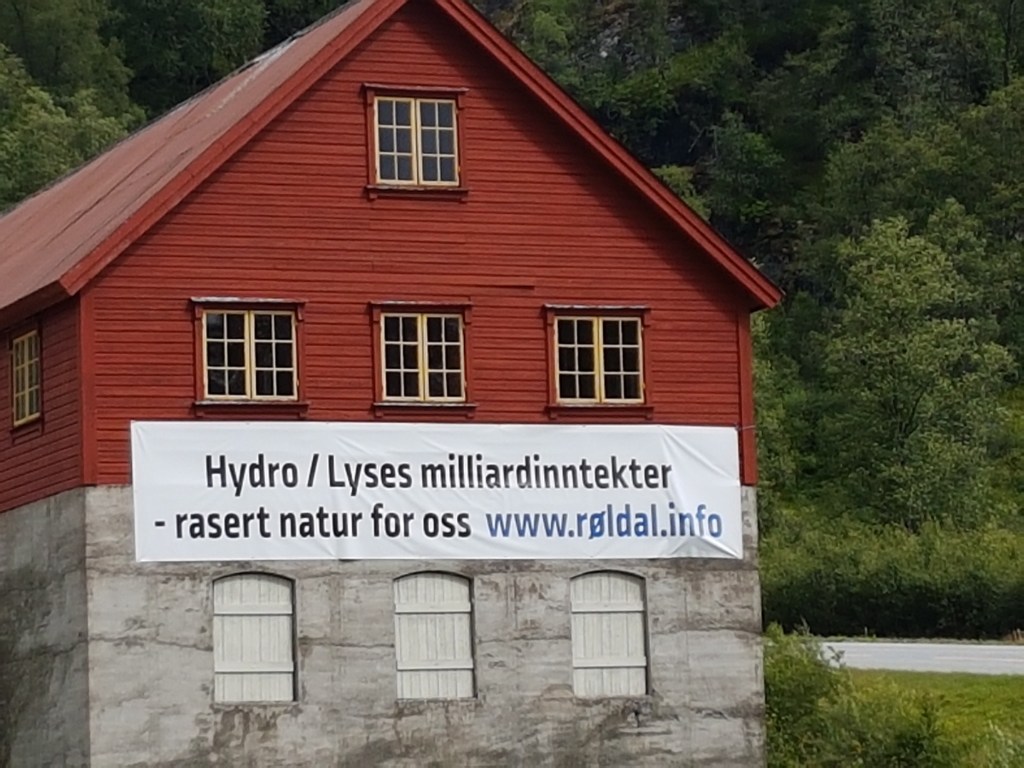 Hydro / Lyses milliardinntekter
- rasert natur for oss www.røldal.info